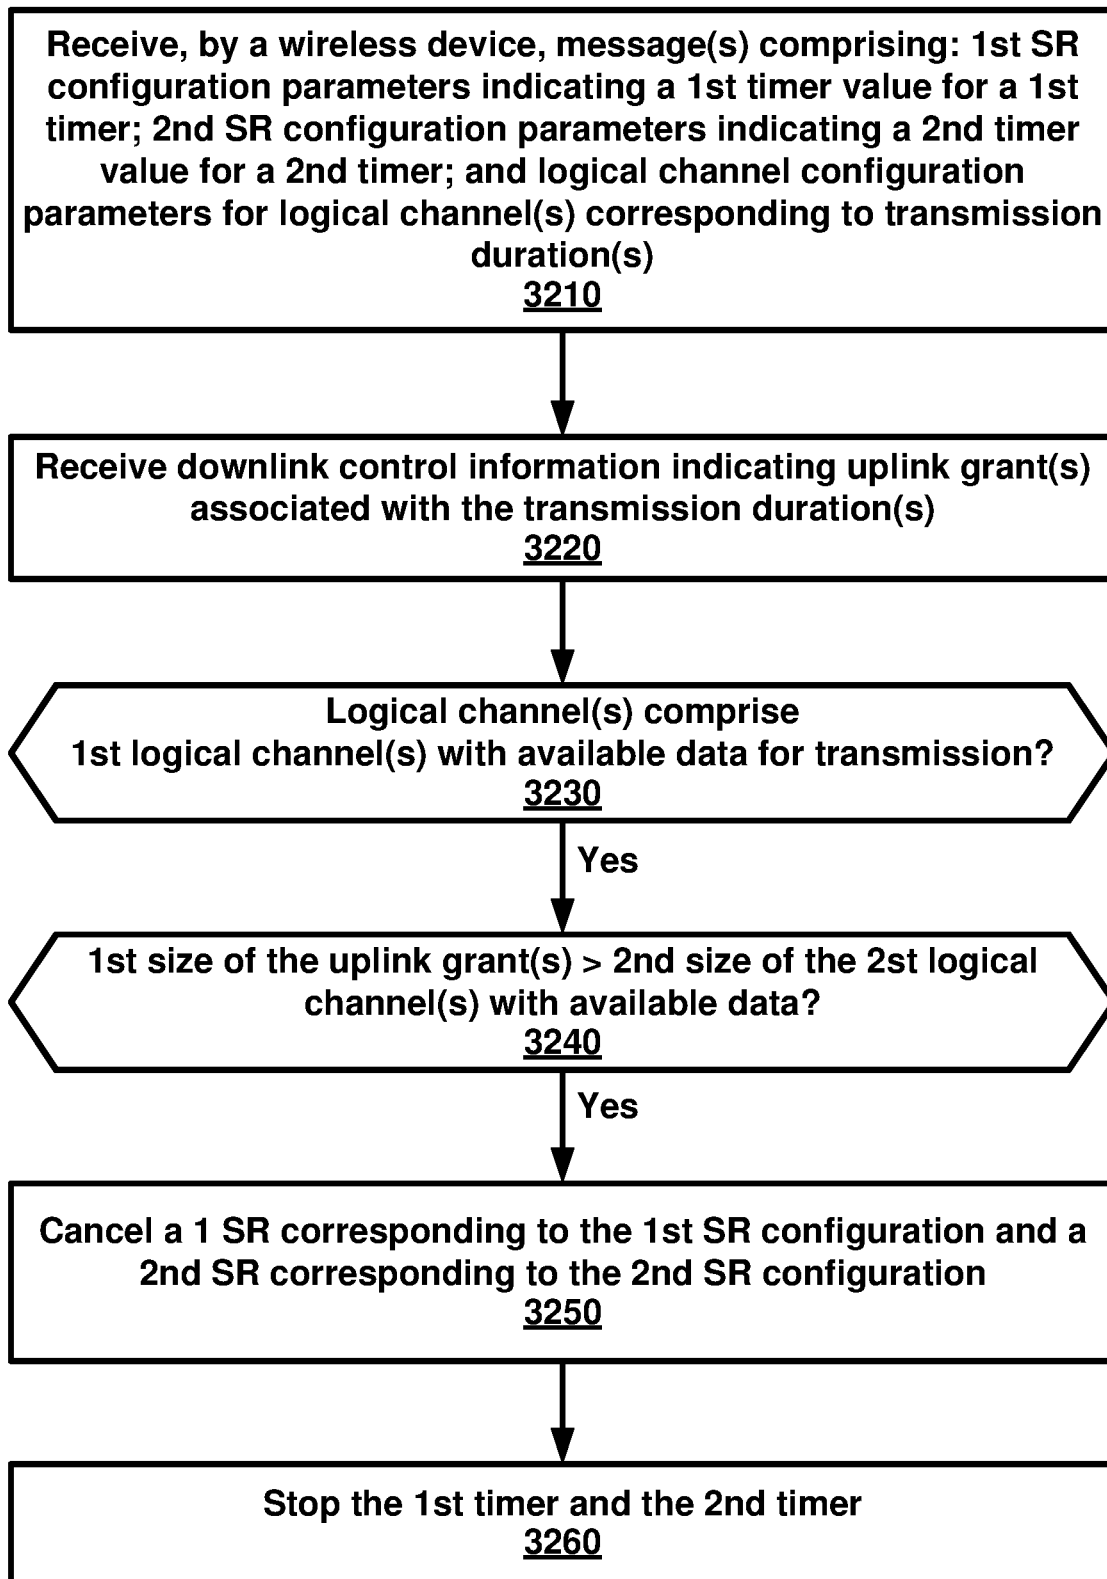 Receive, by a wireless device, message(s) comprising: 1st SR
configuration parameters indicating a 1st timer value for a 1st
timer; 2nd SR configuration parameters indicating a 2nd timer
value for a 2nd timer; and logical channel configuration
parameters for logical channel(s) corresponding to transmission
duration(s)
3210
Receive downlink control information indicating uplink grant(s)
associated with the transmission duration(s)
3220
Logical channel(s) comprise
1st logical channel(s) with available data for transmission?
3230
Yes
1st size of the uplink grant(s) > 2nd size of the 2st logical
channel(s) with available data?
3240
Yes
Cancel a 1 SR corresponding to the 1st SR configuration and a
2nd SR corresponding to the 2nd SR configuration
3250
Stop the 1st timer and the 2nd timer
3260